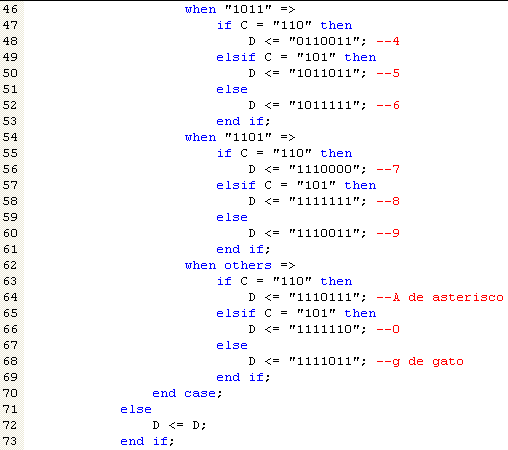 46 when "1011" =>
47 if C = "110" then
48 D <= "0110011"; --4
49 elsif C = "101" then
50 D <= "1011011"; --5
51 else
52 D <= "1011111"; --6
53 end if;
54 when "1101" =>
55 if C = "110" then
56 D <= "1110000"; --7
57 elsif C = "101" then
58 D <= "1111111"; --8
59 else
60 D <= "1110011"; --9
61 end if;
62 when others =>
63 if C = "110" then
64 D <= "1110111"; --A de asterisco
65 elsif C = "101" then
66 D <= "1111110"; --0
67 else
68 D <= "1111011"; --g de gato
69 end if;
70 end case;
71 else
72 D <= D;
73 end if;